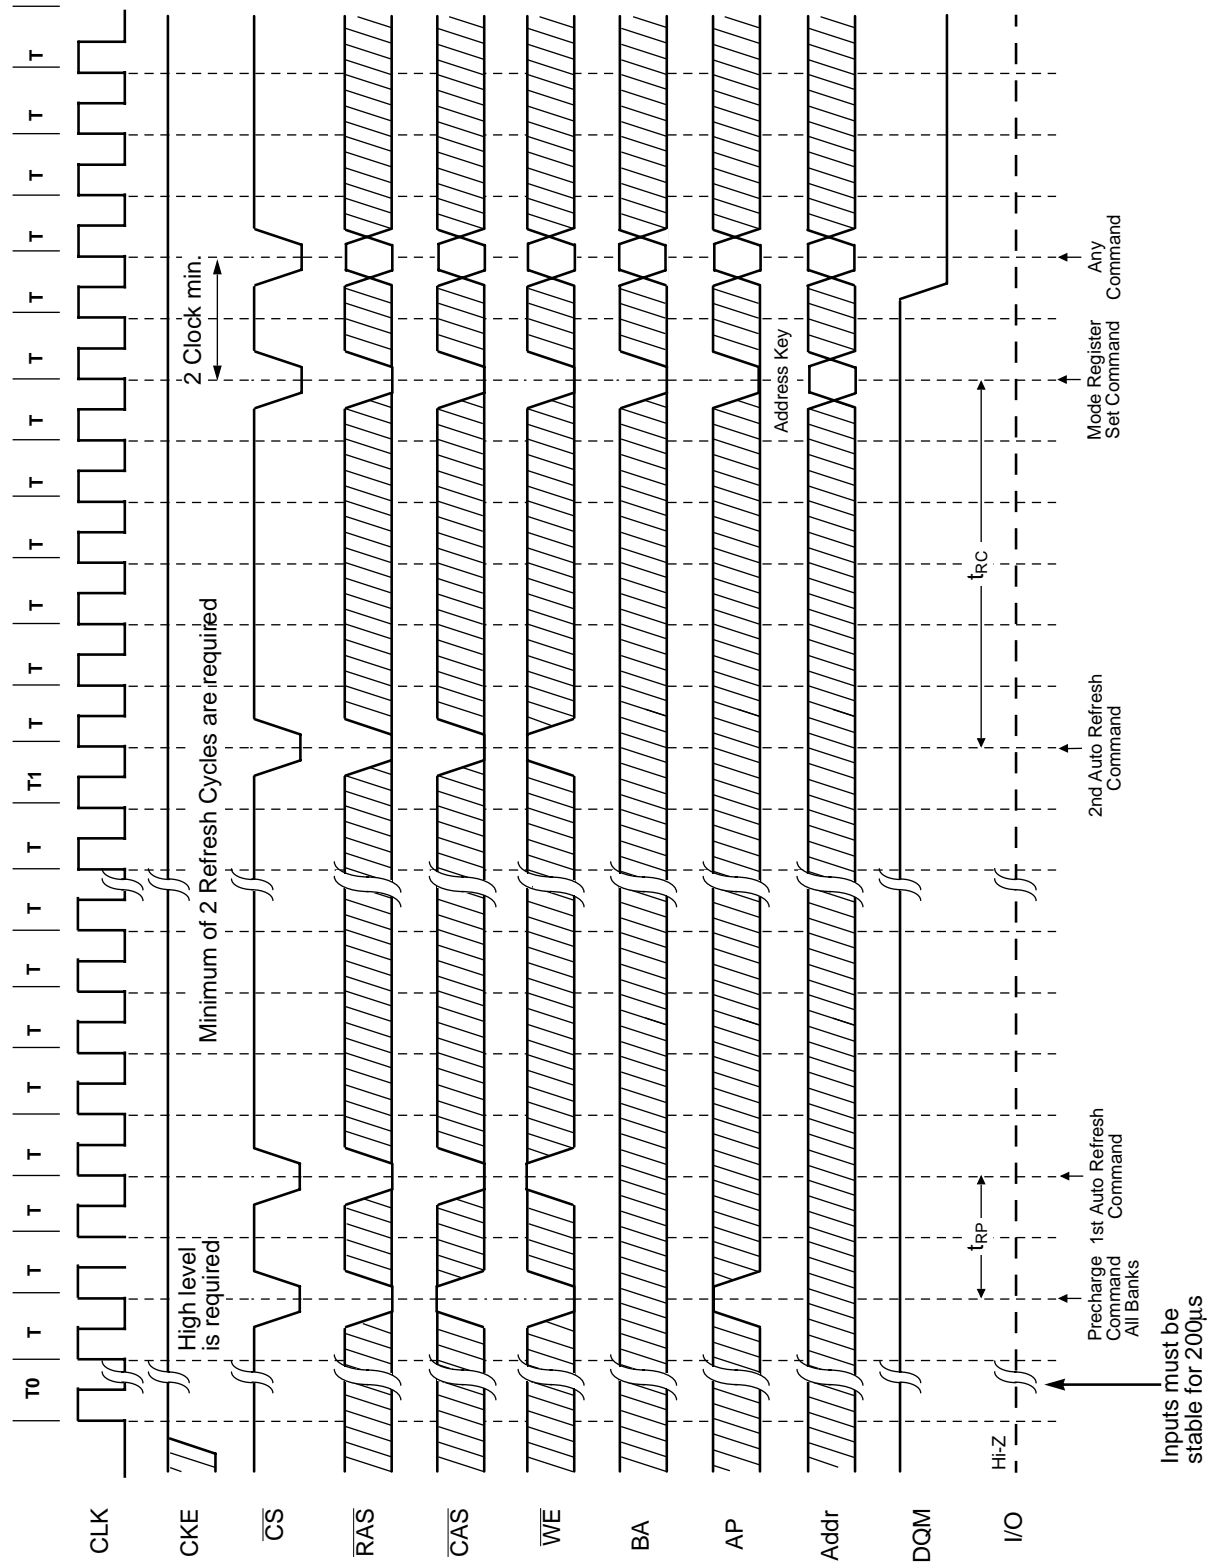 T0 T T T T T T T T T T1 T T T T T T T T T T T T
CLK
CKE
High level
is required
Minimum of 2 Refresh Cycles are required
2 Clock min.
CS
RAS
CAS
WE
BA
AP
Address Key
Addr
DQM
tRP
tRC
I/O
Hi-Z
Precharge
Command
All Banks
1st Auto Refresh
Command
2nd Auto Refresh
Command
Mode Register
Set Command
Any
Command
Inputs must be
stable for 200µs